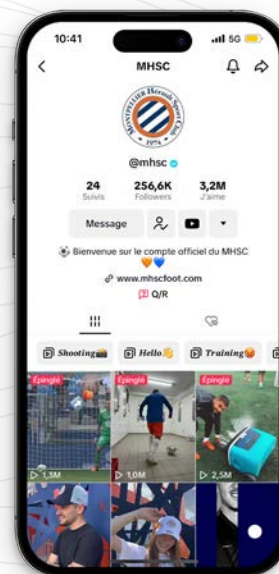 10:41
5G
MHSC
MONTPELLIER Hérault Sport Club
@mhsc
24
256,6K
3,2M
Suivis
Followers
J'aime
Message
Bienvenue sur le compte officiel du MHSC
www.mhscfoot.com
Q/R
Shooting
Hello
Training
Épinglé
Épinglé
Épinglé
1,3M
1,0M
2,5M